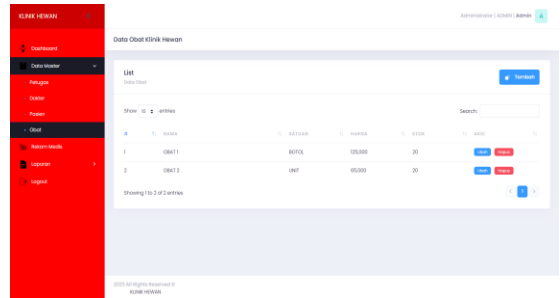 KLINIK HEWAN
Administrator | ADMIN | Admin A
Data Obat Klinik Hewan
Dashboard
Data Master
Petugas
Dokter
Pasien
Obat
Rekam Medis
Laporan
Logout
List
Data Obat
Tambah
Show 10 entries
Search:
# NAMA SATUAN HARGA STOK AKSI
1 OBAT 1 BOTOL 125,000 20 Ubah Hapus
2 OBAT 2 UNIT 65,000 20 Ubah Hapus
Showing 1 to 2 of 2 entries
1
2022 All Rights Reserved ©
KLINIK HEWAN